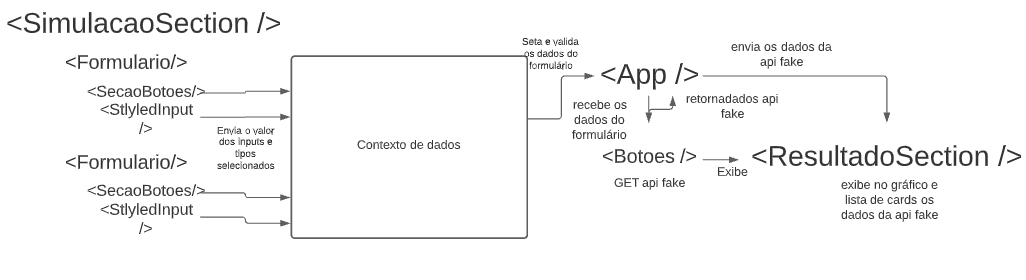 <SimulacaoSection />
<Formulario/>
<SecaoBotoes/>
<StlyledInput
/>
Envia o valor
dos inputs e
tipos
selecionados
<Formulario/>
<SecaoBotoes/>
<StlyledInput
/>
Contexto de dados
Seta e valida
os dados do
formulário
<App />
envia os dados da
api fake
recebe os
dados do
formulário
retornadados api
fake
<Botoes />
GET api fake
Exibe
<ResultadoSection />
exibe no gráfico e
lista de cards os
dados da api fake